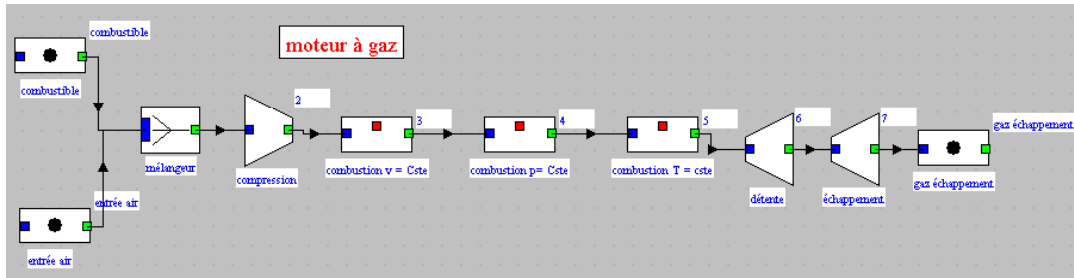 combustible
moteur à gaz
combustible
2
3
4
5
6
7
gaz échappement
mélangeur
compression
combustion v = Cste
combustion p= Cste
combustion T = cste
détente
échappement
gaz échappement
entrée air
entrée air